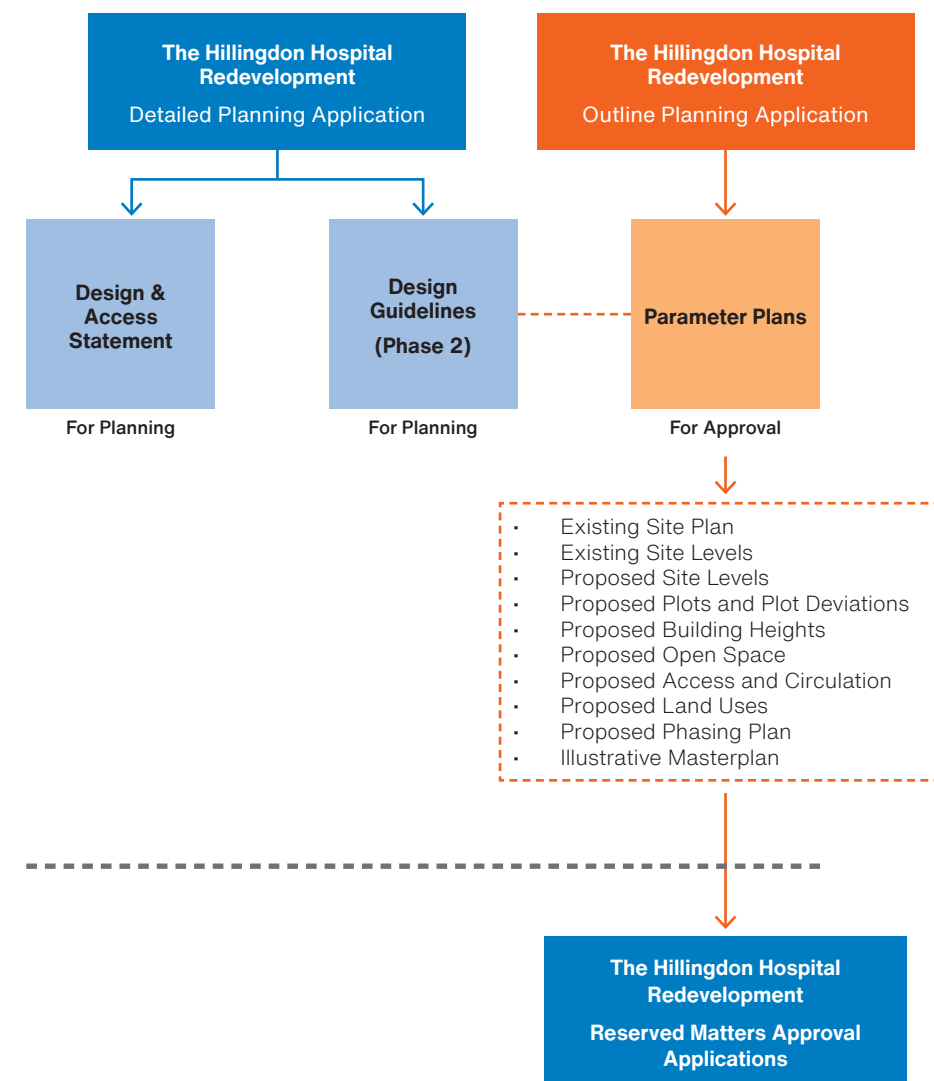 The Hillingdon Hospital
Redevelopment
Detailed Planning Application
The Hillingdon Hospital
Redevelopment
Outline Planning Application
Design &
Access
Statement
Design
Guidelines
(Phase 2)
Parameter Plans
For Planning
For Planning
For Approval
· Existing Site Plan
· Existing Site Levels
· Proposed Site Levels
· Proposed Plots and Plot Deviations
· Proposed Building Heights
· Proposed Open Space
· Proposed Access and Circulation
· Proposed Land Uses
· Proposed Phasing Plan
· Illustrative Masterplan
The Hillingdon Hospital
Redevelopment
Reserved Matters Approval
Applications